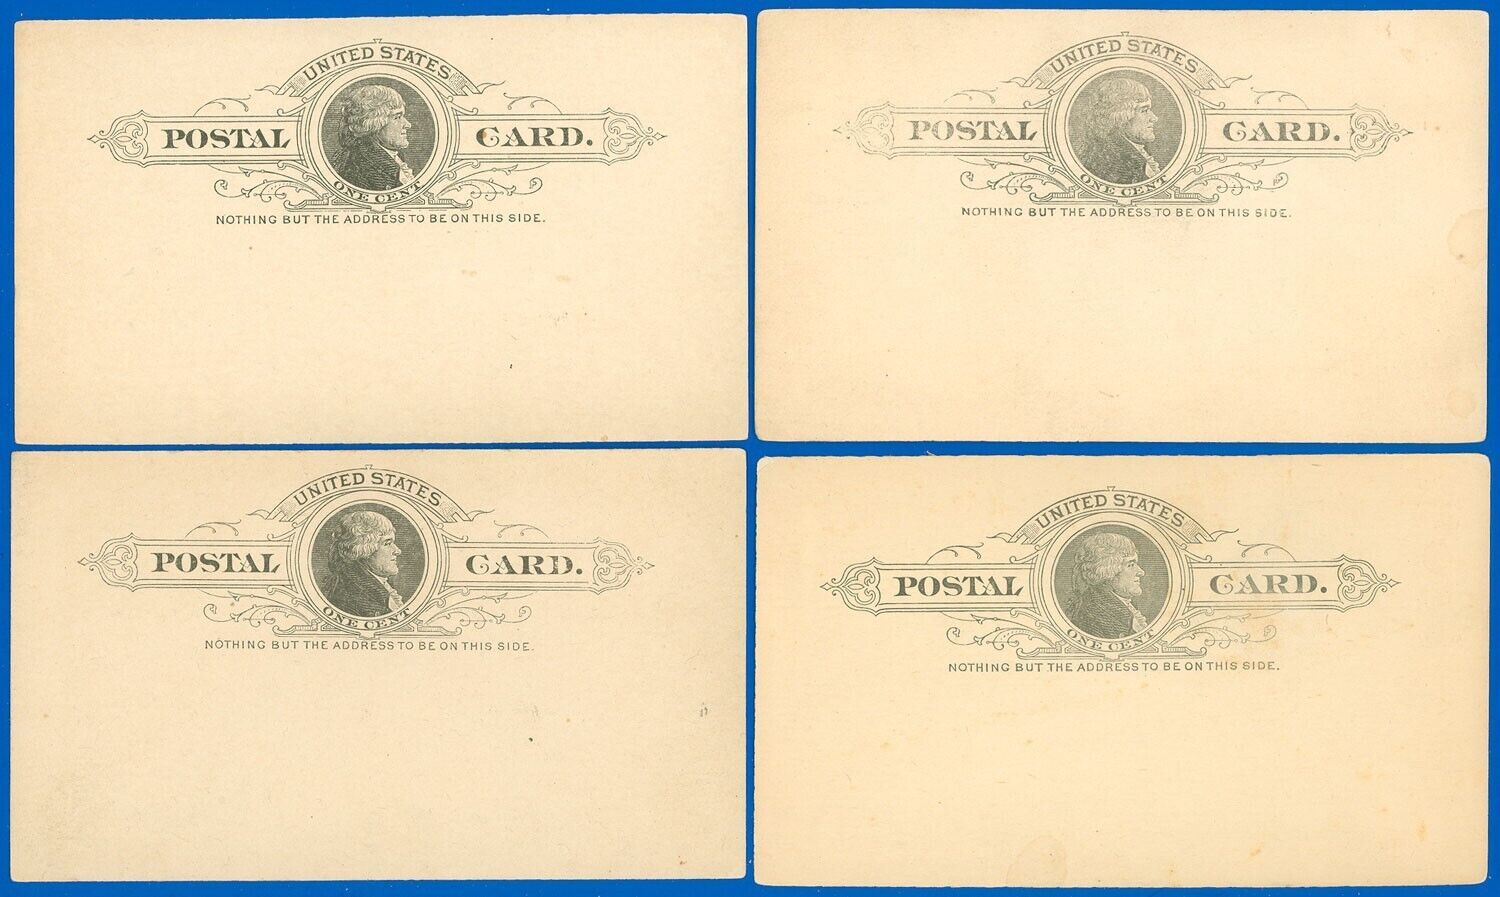 UNITED STATES
POSTAL CARD.
ONE CENT
NOTHING BUT THE ADDRESS TO BE ON THIS SIDE.
UNITED STATES
POSTAL CARD.
ONE CENT
NOTHING BUT THE ADDRESS TO BE ON THIS SIDE.
UNITED STATES
POSTAL CARD.
ONE CENT
NOTHING BUT THE ADDRESS TO BE ON THIS SIDE.
UNITED STATES
POSTAL CARD.
ONE CENT
NOTHING BUT THE ADDRESS TO BE ON THIS SIDE.